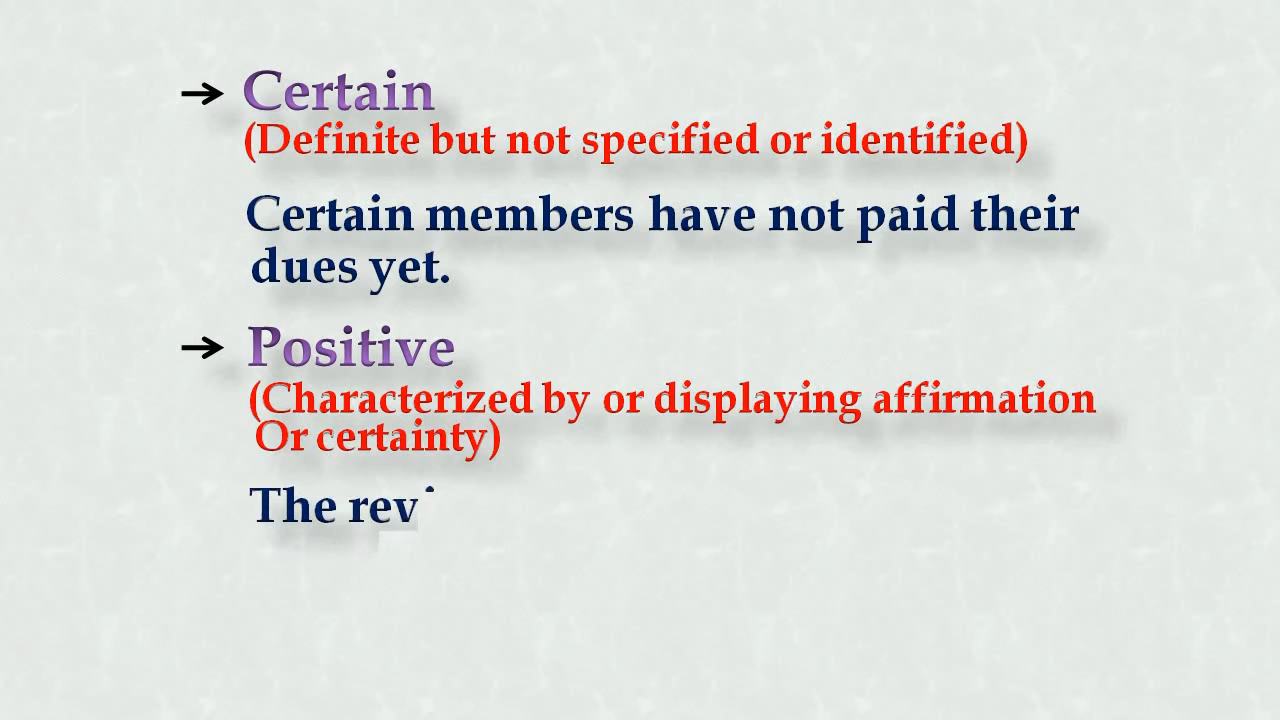 → Certain
(Definite but not specified or identified)
Certain members have not paid their
dues yet.
→ Positive
(Characterized by or displaying affirmation
Or certainty)
The rev